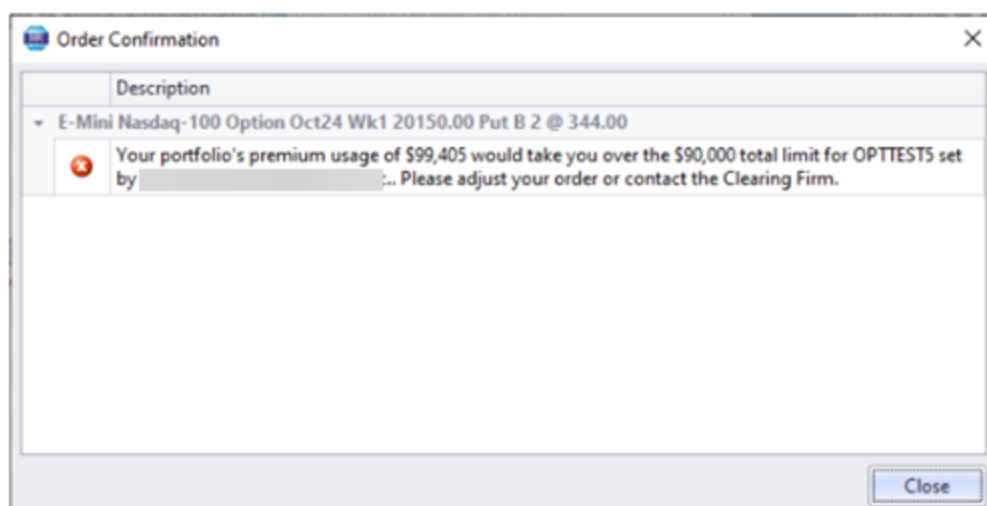 Order Confirmation
Description
E-Mini Nasdaq-100 Option Oct24 Wk1 20150.00 Put B 2 @ 344.00
Your portfolio's premium usage of $99,405 would take you over the $90,000 total limit for OPTTEST5 set
by :.. Please adjust your order or contact the Clearing Firm.
Close